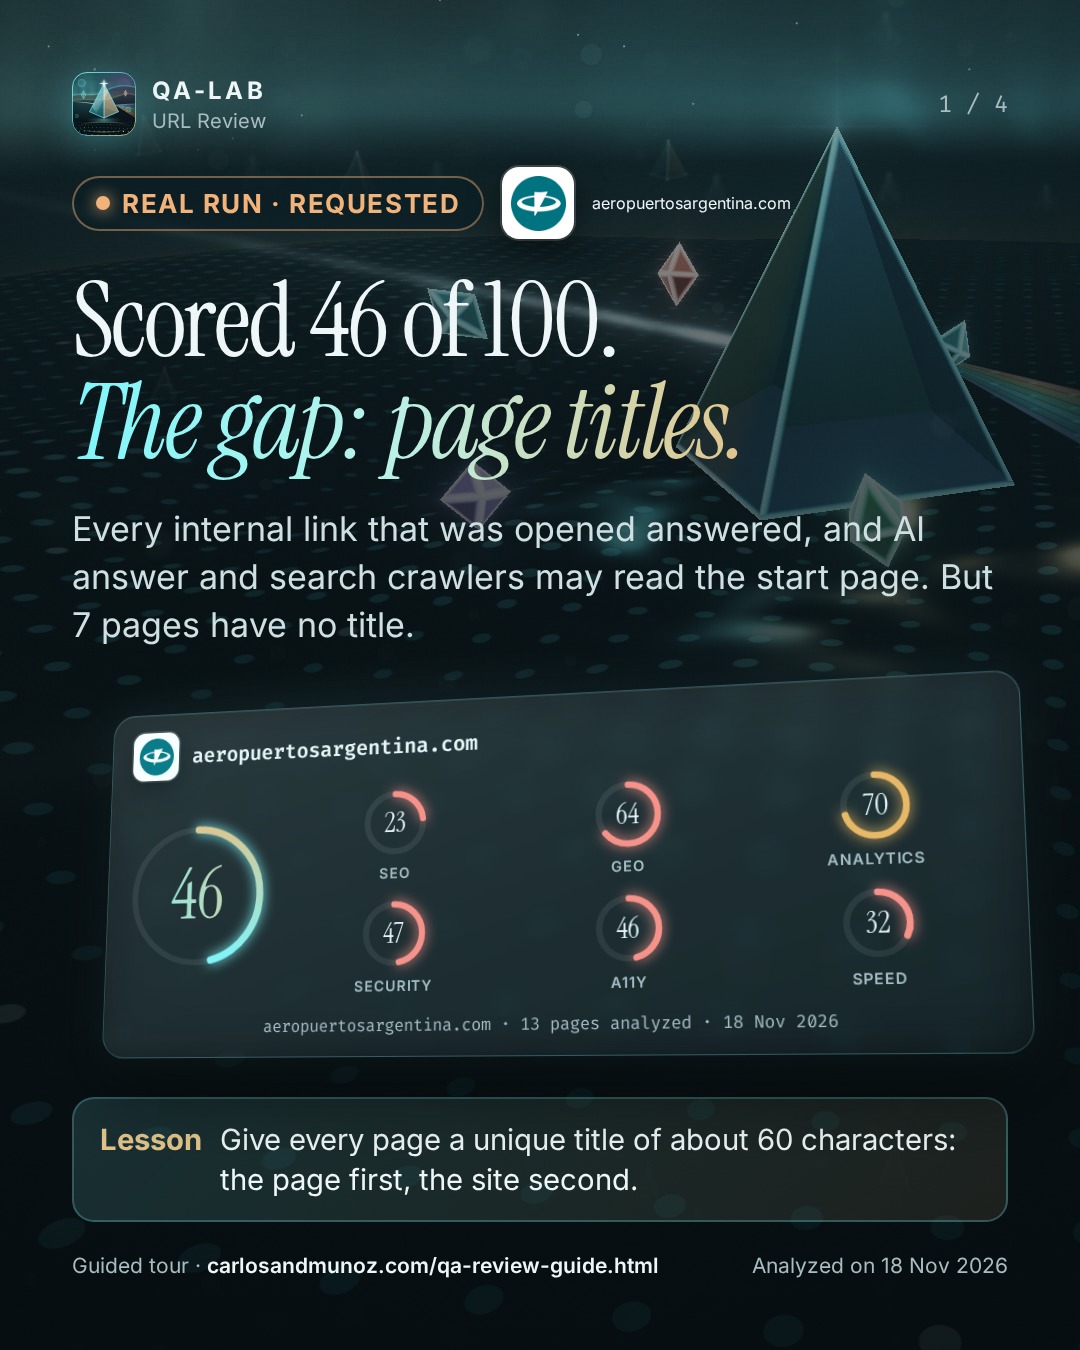 QA-LAB
URL Review
1 / 4
REAL RUN · REQUESTED
aeropuertosargentina.com
Scored 46 of 100.
The gap: page titles.
Every internal link that was opened answered, and AI
answer and search crawlers may read the start page. But
7 pages have no title.
aeropuertosargentina.com
46
23
SEO
64
GEO
70
ANALYTICS
47
SECURITY
46
A11Y
32
SPEED
aeropuertosargentina.com · 13 pages analyzed · 18 Nov 2026
Lesson Give every page a unique title of about 60 characters:
the page first, the site second.
Guided tour · carlosandmunoz.com/qa-review-guide.html
Analyzed on 18 Nov 2026